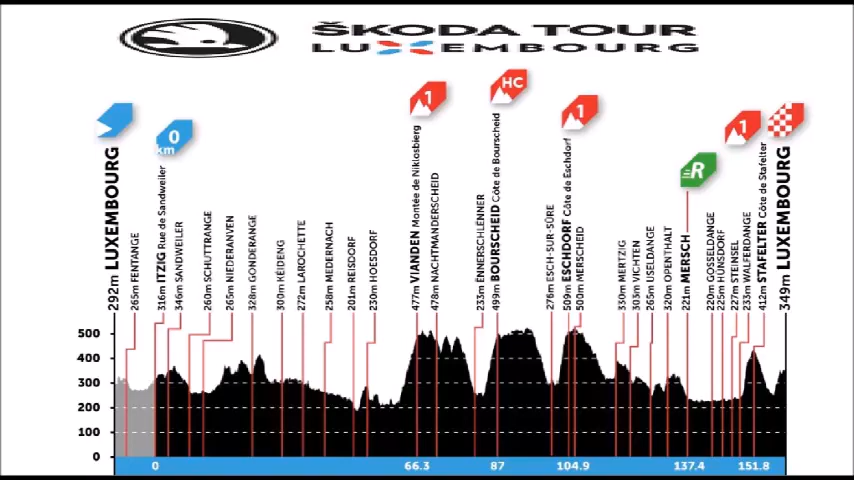 ŠKODA TOUR
LUXEMBOURG
292m LUXEMBOURG
265m FENTANGE
0
km
316m ITZIG Rue de Sandweiler
346m SANDWEILER
260m SCHUTTRANGE
265m NIEDERANVEN
328m GONDERANGE
300m KÉIDENG
272m LAROCHETTE
258m MEDERNACH
201m REISDORF
230m HOESDORF
1
477m VIANDEN Montée de Niklosbierg
478m NACHTMANDERSCHEID
233m ËNNERSCHLËNNER
HC
499m BOURSCHEID Côte de Bourscheid
276m ESCH-SUR-SÛRE
1
509m ESCHDORF Côte de Eschdorf
500m MERSCHEID
330m MERTZIG
303m VICHTEN
265m USELDANGE
320m OPENTHALT
R
221m MERSCH
220m GOSSELDANGE
225m HÜNSDORF
227m STEINSEL
233m WALFERDANGE
1
412m STAFELTER Côte de Stafelter
349m LUXEMBOURG
500
400
300
200
100
0
0 66.3 87 104.9 137.4 151.8